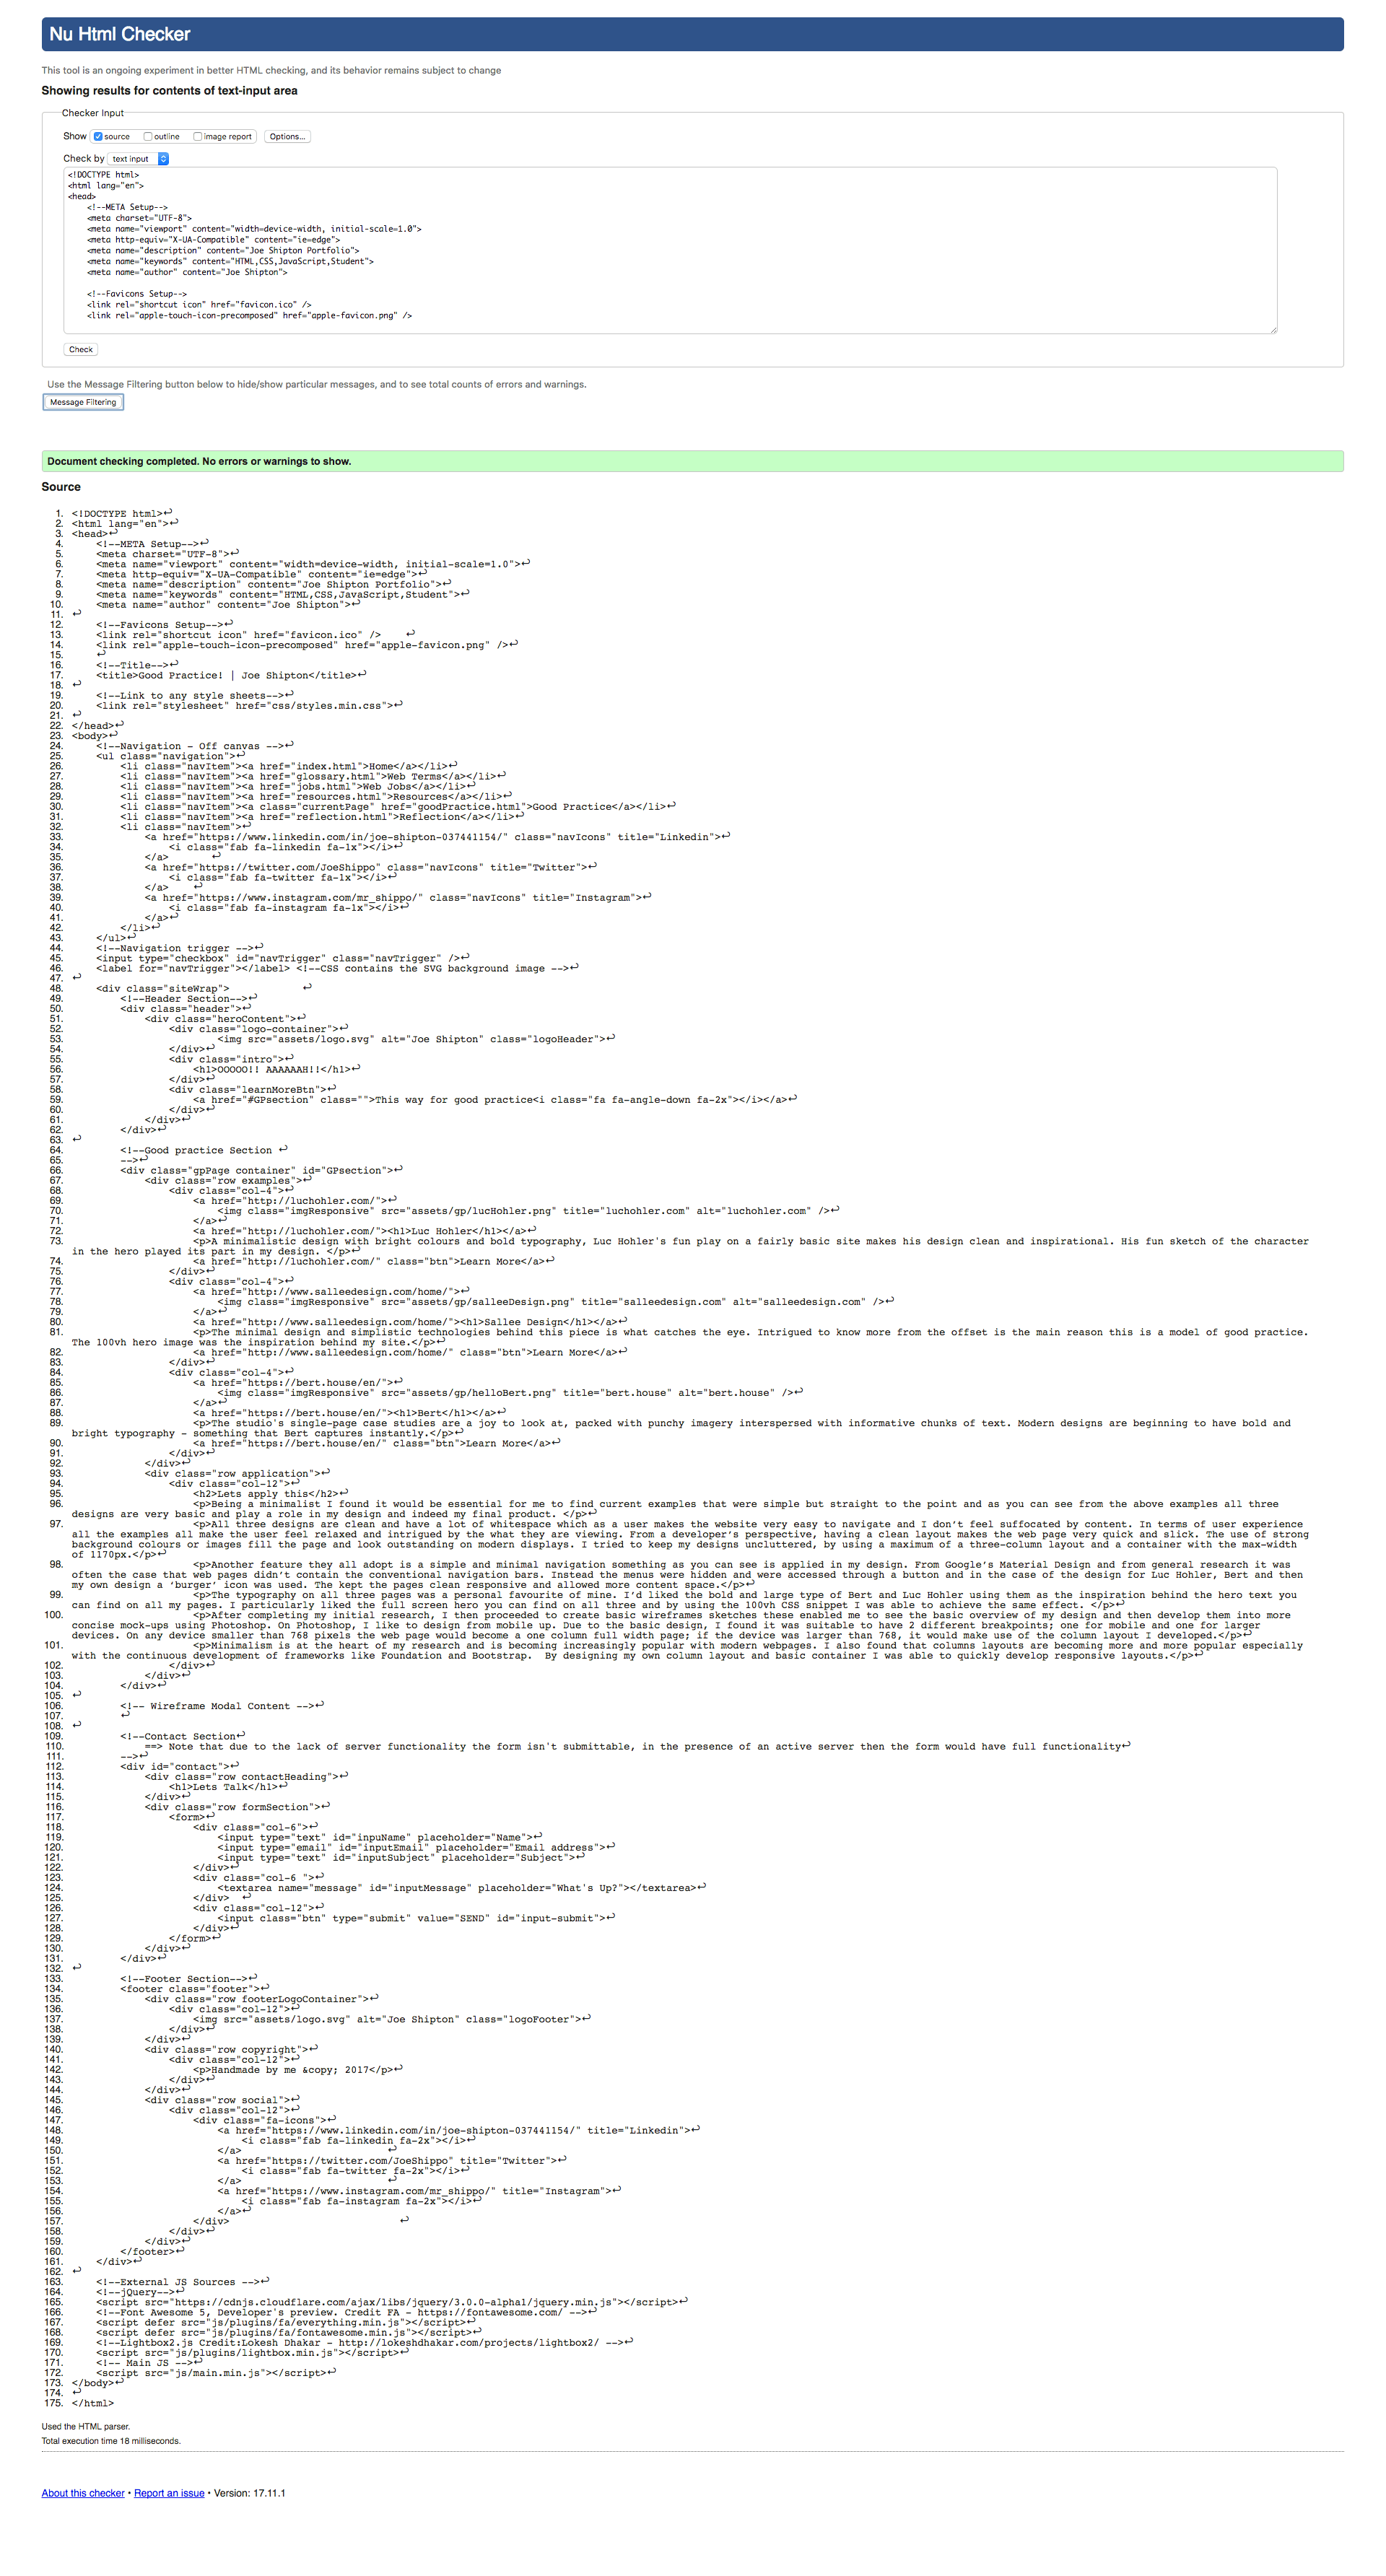 Nu Html Checker
This tool is an ongoing experiment in better HTML checking, and its behavior remains subject to change
Showing results for contents of text-input area
Checker Input
Show source outline image report Options...
Check by text input
<!DOCTYPE html>
<html lang="en">
<head>
    <!--META Setup-->
    <meta charset="UTF-8">
    <meta name="viewport" content="width=device-width, initial-scale=1.0">
    <meta http-equiv="X-UA-Compatible" content="ie=edge">
    <meta name="description" content="Joe Shipton Portfolio">
    <meta name="keywords" content="HTML,CSS,JavaScript,Student">
    <meta name="author" content="Joe Shipton">
    <!--Favicons Setup-->
    <link rel="shortcut icon" href="favicon.ico" />
    <link rel="apple-touch-icon-precomposed" href="apple-favicon.png" />
Check
Use the Message Filtering button below to hide/show particular messages, and to see total counts of errors and warnings.
Message Filtering
Document checking completed. No errors or warnings to show.
Source
1. <!DOCTYPE html>↩
2. <html lang="en">↩
3. <head>↩
4.     <!--META Setup-->↩
5.     <meta charset="UTF-8">↩
6.     <meta name="viewport" content="width=device-width, initial-scale=1.0">↩
7.     <meta http-equiv="X-UA-Compatible" content="ie=edge">↩
8.     <meta name="description" content="Joe Shipton Portfolio">↩
9.     <meta name="keywords" content="HTML,CSS,JavaScript,Student">↩
10.     <meta name="author" content="Joe Shipton">↩
11. ↩
12.     <!--Favicons Setup-->↩
13.     <link rel="shortcut icon" href="favicon.ico" />    ↩
14.     <link rel="apple-touch-icon-precomposed" href="apple-favicon.png" />↩
15.     ↩
16.     <!--Title-->↩
17.     <title>Good Practice! | Joe Shipton</title>↩
18. ↩
19.     <!--Link to any style sheets-->↩
20.     <link rel="stylesheet" href="css/styles.min.css">↩
21. ↩
22. </head>↩
23. <body>↩
24.     <!--Navigation - Off canvas -->↩
25.     <ul class="navigation">↩
26.         <li class="navItem"><a href="index.html">Home</a></li>↩
27.         <li class="navItem"><a href="glossary.html">Web Terms</a></li>↩
28.         <li class="navItem"><a href="jobs.html">Web Jobs</a></li>↩
29.         <li class="navItem"><a href="resources.html">Resources</a></li>↩
30.         <li class="navItem"><a class="currentPage" href="goodPractice.html">Good Practice</a></li>↩
31.         <li class="navItem"><a href="reflection.html">Reflection</a></li>↩
32.         <li class="navItem">↩
33.             <a href="https://www.linkedin.com/in/joe-shipton-037441154/" class="navIcons" title="Linkedin">↩
34.                 <i class="fab fa-linkedin fa-1x"></i>↩
35.             </a>       ↩
36.             <a href="https://twitter.com/JoeShippo" class="navIcons" title="Twitter">↩
37.                 <i class="fab fa-twitter fa-1x"></i>↩
38.             </a>    ↩
39.             <a href="https://www.instagram.com/mr_shippo/" class="navIcons" title="Instagram">↩
40.                 <i class="fab fa-instagram fa-1x"></i>↩
41.             </a>↩
42.         </li>↩
43.     </ul>↩
44.     <!--Navigation trigger -->↩
45.     <input type="checkbox" id="navTrigger" class="navTrigger" />↩
46.     <label for="navTrigger"></label> <!--CSS contains the SVG background image -->↩
47. ↩
48.     <div class="siteWrap">            ↩
49.         <!--Header Section-->↩
50.         <div class="header">↩
51.             <div class="heroContent">↩
52.                 <div class="logo-container">↩
53.                         <img src="assets/logo.svg" alt="Joe Shipton" class="logoHeader">↩
54.                 </div>↩
55.                 <div class="intro">↩
56.                     <h1>OOOOO!! AAAAAAH!!</h1>↩
57.                 </div>↩
58.                 <div class="learnMoreBtn">↩
59.                     <a href="#GPsection" class="">This way for good practice<i class="fa fa-angle-down fa-2x"></i></a>↩
60.                 </div>↩
61.             </div>↩
62.         </div>↩
63. ↩
64.         <!--Good practice Section ↩
65.         -->↩
66.         <div class="gpPage container" id="GPsection">↩
67.             <div class="row examples">↩
68.                 <div class="col-4">↩
69.                     <a href="http://luchohler.com/">↩
70.                         <img class="imgResponsive" src="assets/gp/lucHohler.png" title="luchohler.com" alt="luchohler.com" />↩
71.                     </a>↩
72.                     <a href="http://luchohler.com/"><h1>Luc Hohler</h1></a>↩
73.                     <p>A minimalistic design with bright colours and bold typography, Luc Hohler's fun play on a fairly basic site makes his design clean and inspirational. His fun sketch of the character
in the hero played its part in my design. </p>↩
74.                     <a href="http://luchohler.com/" class="btn">Learn More</a>↩
75.                 </div>↩
76.                 <div class="col-4">↩
77.                     <a href="http://www.salleedesign.com/home/">↩
78.                         <img class="imgResponsive" src="assets/gp/salleeDesign.png" title="salleedesign.com" alt="salleedesign.com" />↩
79.                     </a>↩
80.                     <a href="http://www.salleedesign.com/home/"><h1>Sallee Design</h1></a>↩
81.                     <p>The minimal design and simplistic technologies behind this piece is what catches the eye. Intrigued to know more from the offset is the main reason this is a model of good practice.
The 100vh hero image was the inspiration behind my site.</p>↩
82.                     <a href="http://www.salleedesign.com/home/" class="btn">Learn More</a>↩
83.                 </div>↩
84.                 <div class="col-4">↩
85.                     <a href="https://bert.house/en/">↩
86.                         <img class="imgResponsive" src="assets/gp/helloBert.png" title="bert.house" alt="bert.house" />↩
87.                     </a>↩
88.                     <a href="https://bert.house/en/"><h1>Bert</h1></a>↩
89.                     <p>The studio's single-page case studies are a joy to look at, packed with punchy imagery interspersed with informative chunks of text. Modern designs are beginning to have bold and
bright typography - something that Bert captures instantly.</p>↩
90.                     <a href="https://bert.house/en/" class="btn">Learn More</a>↩
91.                 </div>↩
92.             </div>↩
93.             <div class="row application">↩
94.                 <div class="col-12">↩
95.                     <h2>Lets apply this</h2>↩
96.                     <p>Being a minimalist I found it would be essential for me to find current examples that were simple but straight to the point and as you can see from the above examples all three
designs are very basic and play a role in my design and indeed my final product. </p>↩
97.                     <p>All three designs are clean and have a lot of whitespace which as a user makes the website very easy to navigate and I don’t feel suffocated by content. In terms of user experience
all the examples all make the user feel relaxed and intrigued by the what they are viewing. From a developer’s perspective, having a clean layout makes the web page very quick and slick. The use of strong
background colours or images fill the page and look outstanding on modern displays. I tried to keep my designs uncluttered, by using a maximum of a three-column layout and a container with the max-width
of 1170px.</p>↩
98.                     <p>Another feature they all adopt is a simple and minimal navigation something as you can see is applied in my design. From Google’s Material Design and from general research it was
often the case that web pages didn’t contain the conventional navigation bars. Instead the menus were hidden and were accessed through a button and in the case of the design for Luc Hohler, Bert and then
my own design a ‘burger’ icon was used. The kept the pages clean responsive and allowed more content space.</p>↩
99.                     <p>The typography on all three pages was a personal favourite of mine. I’d liked the bold and large type of Bert and Luc Hohler using them as the inspiration behind the hero text you
can find on all my pages. I particularly liked the full screen hero you can find on all three and by using the 100vh CSS snippet I was able to achieve the same effect. </p>↩
100.                     <p>After completing my initial research, I then proceeded to create basic wireframes sketches these enabled me to see the basic overview of my design and then develop them into more
concise mock-ups using Photoshop. On Photoshop, I like to design from mobile up. Due to the basic design, I found it was suitable to have 2 different breakpoints; one for mobile and one for larger
devices. On any device smaller than 768 pixels the web page would become a one column full width page; if the device was larger than 768, it would make use of the column layout I developed.</p>↩
101.                     <p>Minimalism is at the heart of my research and is becoming increasingly popular with modern webpages. I also found that columns layouts are becoming more and more popular especially
with the continuous development of frameworks like Foundation and Bootstrap.  By designing my own column layout and basic container I was able to quickly develop responsive layouts.</p>↩
102.                 </div>↩
103.             </div>↩
104.         </div>↩
105. ↩
106.         <!-- Wireframe Modal Content -->↩
107.         ↩
108. ↩
109.         <!--Contact Section↩
110.             ==> Note that due to the lack of server functionality the form isn't submittable, in the presence of an active server then the form would have full functionality↩
111.         -->↩
112.         <div id="contact">↩
113.             <div class="row contactHeading">↩
114.                 <h1>Lets Talk</h1>↩
115.             </div>↩
116.             <div class="row formSection">↩
117.                 <form>↩
118.                     <div class="col-6">↩
119.                         <input type="text" id="inpuName" placeholder="Name">↩
120.                         <input type="email" id="inputEmail" placeholder="Email address">↩
121.                         <input type="text" id="inputSubject" placeholder="Subject">↩
122.                     </div>↩
123.                     <div class="col-6 ">↩
124.                         <textarea name="message" id="inputMessage" placeholder="What's Up?"></textarea>↩
125.                     </div>  ↩
126.                     <div class="col-12">↩
127.                         <input class="btn" type="submit" value="SEND" id="input-submit">↩
128.                     </div>↩
129.                 </form>↩
130.             </div>↩
131.         </div>↩
132. ↩
133.         <!--Footer Section-->↩
134.         <footer class="footer">↩
135.             <div class="row footerLogoContainer">↩
136.                 <div class="col-12">↩
137.                     <img src="assets/logo.svg" alt="Joe Shipton" class="logoFooter">↩
138.                 </div>↩
139.             </div>↩
140.             <div class="row copyright">↩
141.                 <div class="col-12">↩
142.                     <p>Handmade by me &copy; 2017</p>↩
143.                 </div>↩
144.             </div>↩
145.             <div class="row social">↩
146.                 <div class="col-12">↩
147.                     <div class="fa-icons">↩
148.                         <a href="https://www.linkedin.com/in/joe-shipton-037441154/" title="Linkedin">↩
149.                             <i class="fab fa-linkedin fa-2x"></i>↩
150.                         </a>                        ↩
151.                         <a href="https://twitter.com/JoeShippo" title="Twitter">↩
152.                             <i class="fab fa-twitter fa-2x"></i>↩
153.                         </a>                        ↩
154.                         <a href="https://www.instagram.com/mr_shippo/" title="Instagram">↩
155.                             <i class="fab fa-instagram fa-2x"></i>↩
156.                         </a>↩
157.                     </div>                            ↩
158.                 </div>↩
159.             </div>↩
160.         </footer>↩
161.     </div>↩
162. ↩
163.     <!--External JS Sources -->↩
164.     <!--jQuery-->↩
165.     <script src="https://cdnjs.cloudflare.com/ajax/libs/jquery/3.0.0-alpha1/jquery.min.js"></script>↩
166.     <!--Font Awesome 5, Developer's preview. Credit FA - https://fontawesome.com/ -->↩
167.     <script defer src="js/plugins/fa/everything.min.js"></script>↩
168.     <script defer src="js/plugins/fa/fontawesome.min.js"></script>↩
169.     <!--Lightbox2.js Credit:Lokesh Dhakar - http://lokeshdhakar.com/projects/lightbox2/ -->↩
170.     <script src="js/plugins/lightbox.min.js"></script>↩
171.     <!-- Main JS -->↩
172.     <script src="js/main.min.js"></script>↩
173. </body>↩
174. ↩
175. </html>
Used the HTML parser.
Total execution time 18 milliseconds.
About this checker • Report an issue • Version: 17.11.1